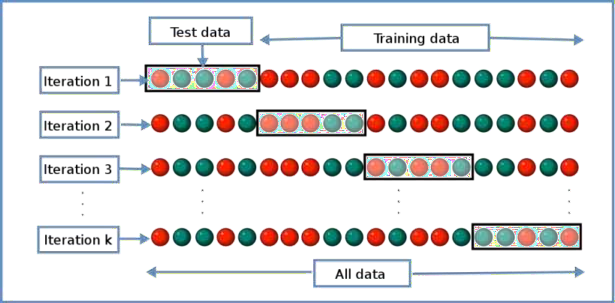 Test data
Training data
Iteration 1
Iteration 2
Iteration 3
Iteration k
All data